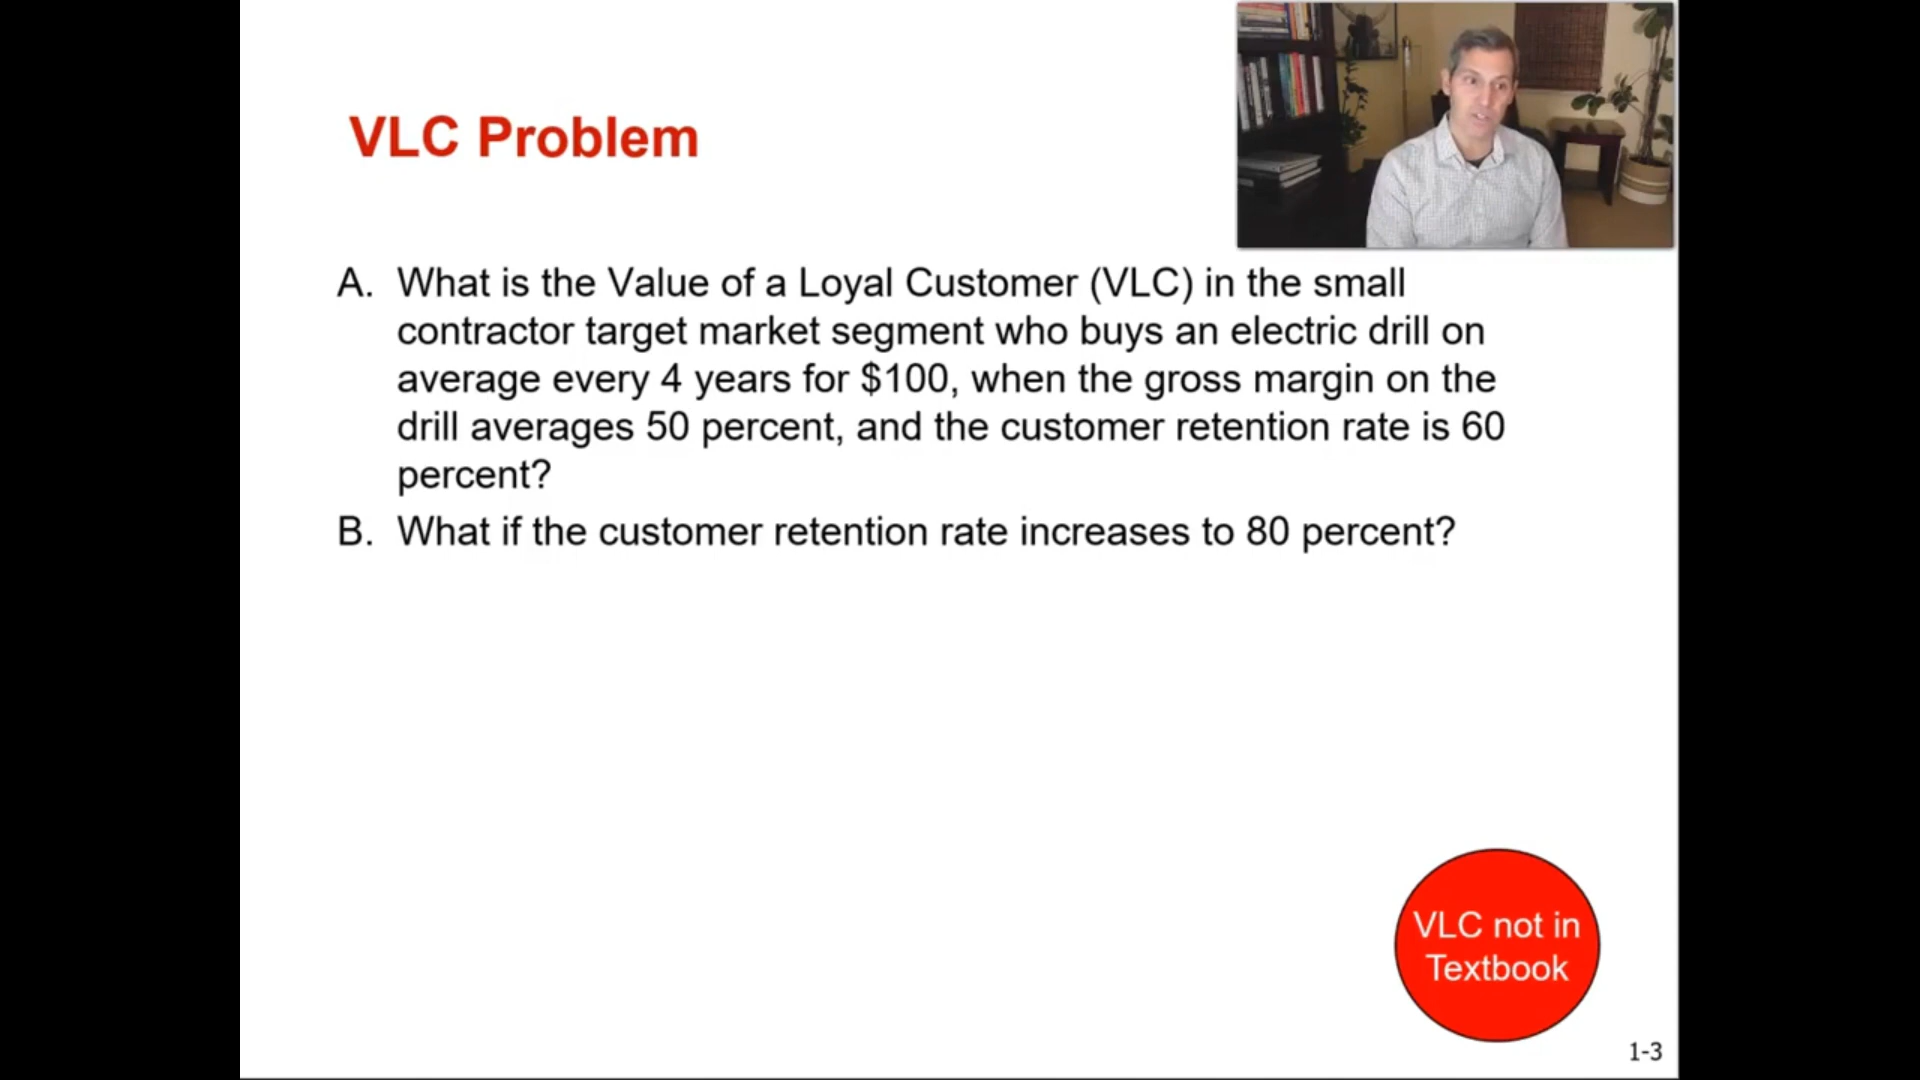 VLC Problem
A. What is the Value of a Loyal Customer (VLC) in the small
contractor target market segment who buys an electric drill on
average every 4 years for $100, when the gross margin on the
drill averages 50 percent, and the customer retention rate is 60
percent?
B. What if the customer retention rate increases to 80 percent?
VLC not in
Textbook
1-3